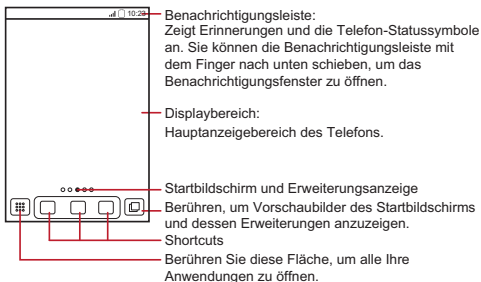 10:23
Benachrichtigungsleiste:
Zeigt Erinnerungen und die Telefon-Statussymbole
an. Sie können die Benachrichtigungsleiste mit
dem Finger nach unten schieben, um das
Benachrichtigungsfenster zu öffnen.
Displaybereich:
Hauptanzeigebereich des Telefons.
Startbildschirm und Erweiterungsanzeige
Berühren, um Vorschaubilder des Startbildschirms
und dessen Erweiterungen anzuzeigen.
Shortcuts
Berühren Sie diese Fläche, um alle Ihre
Anwendungen zu öffnen.